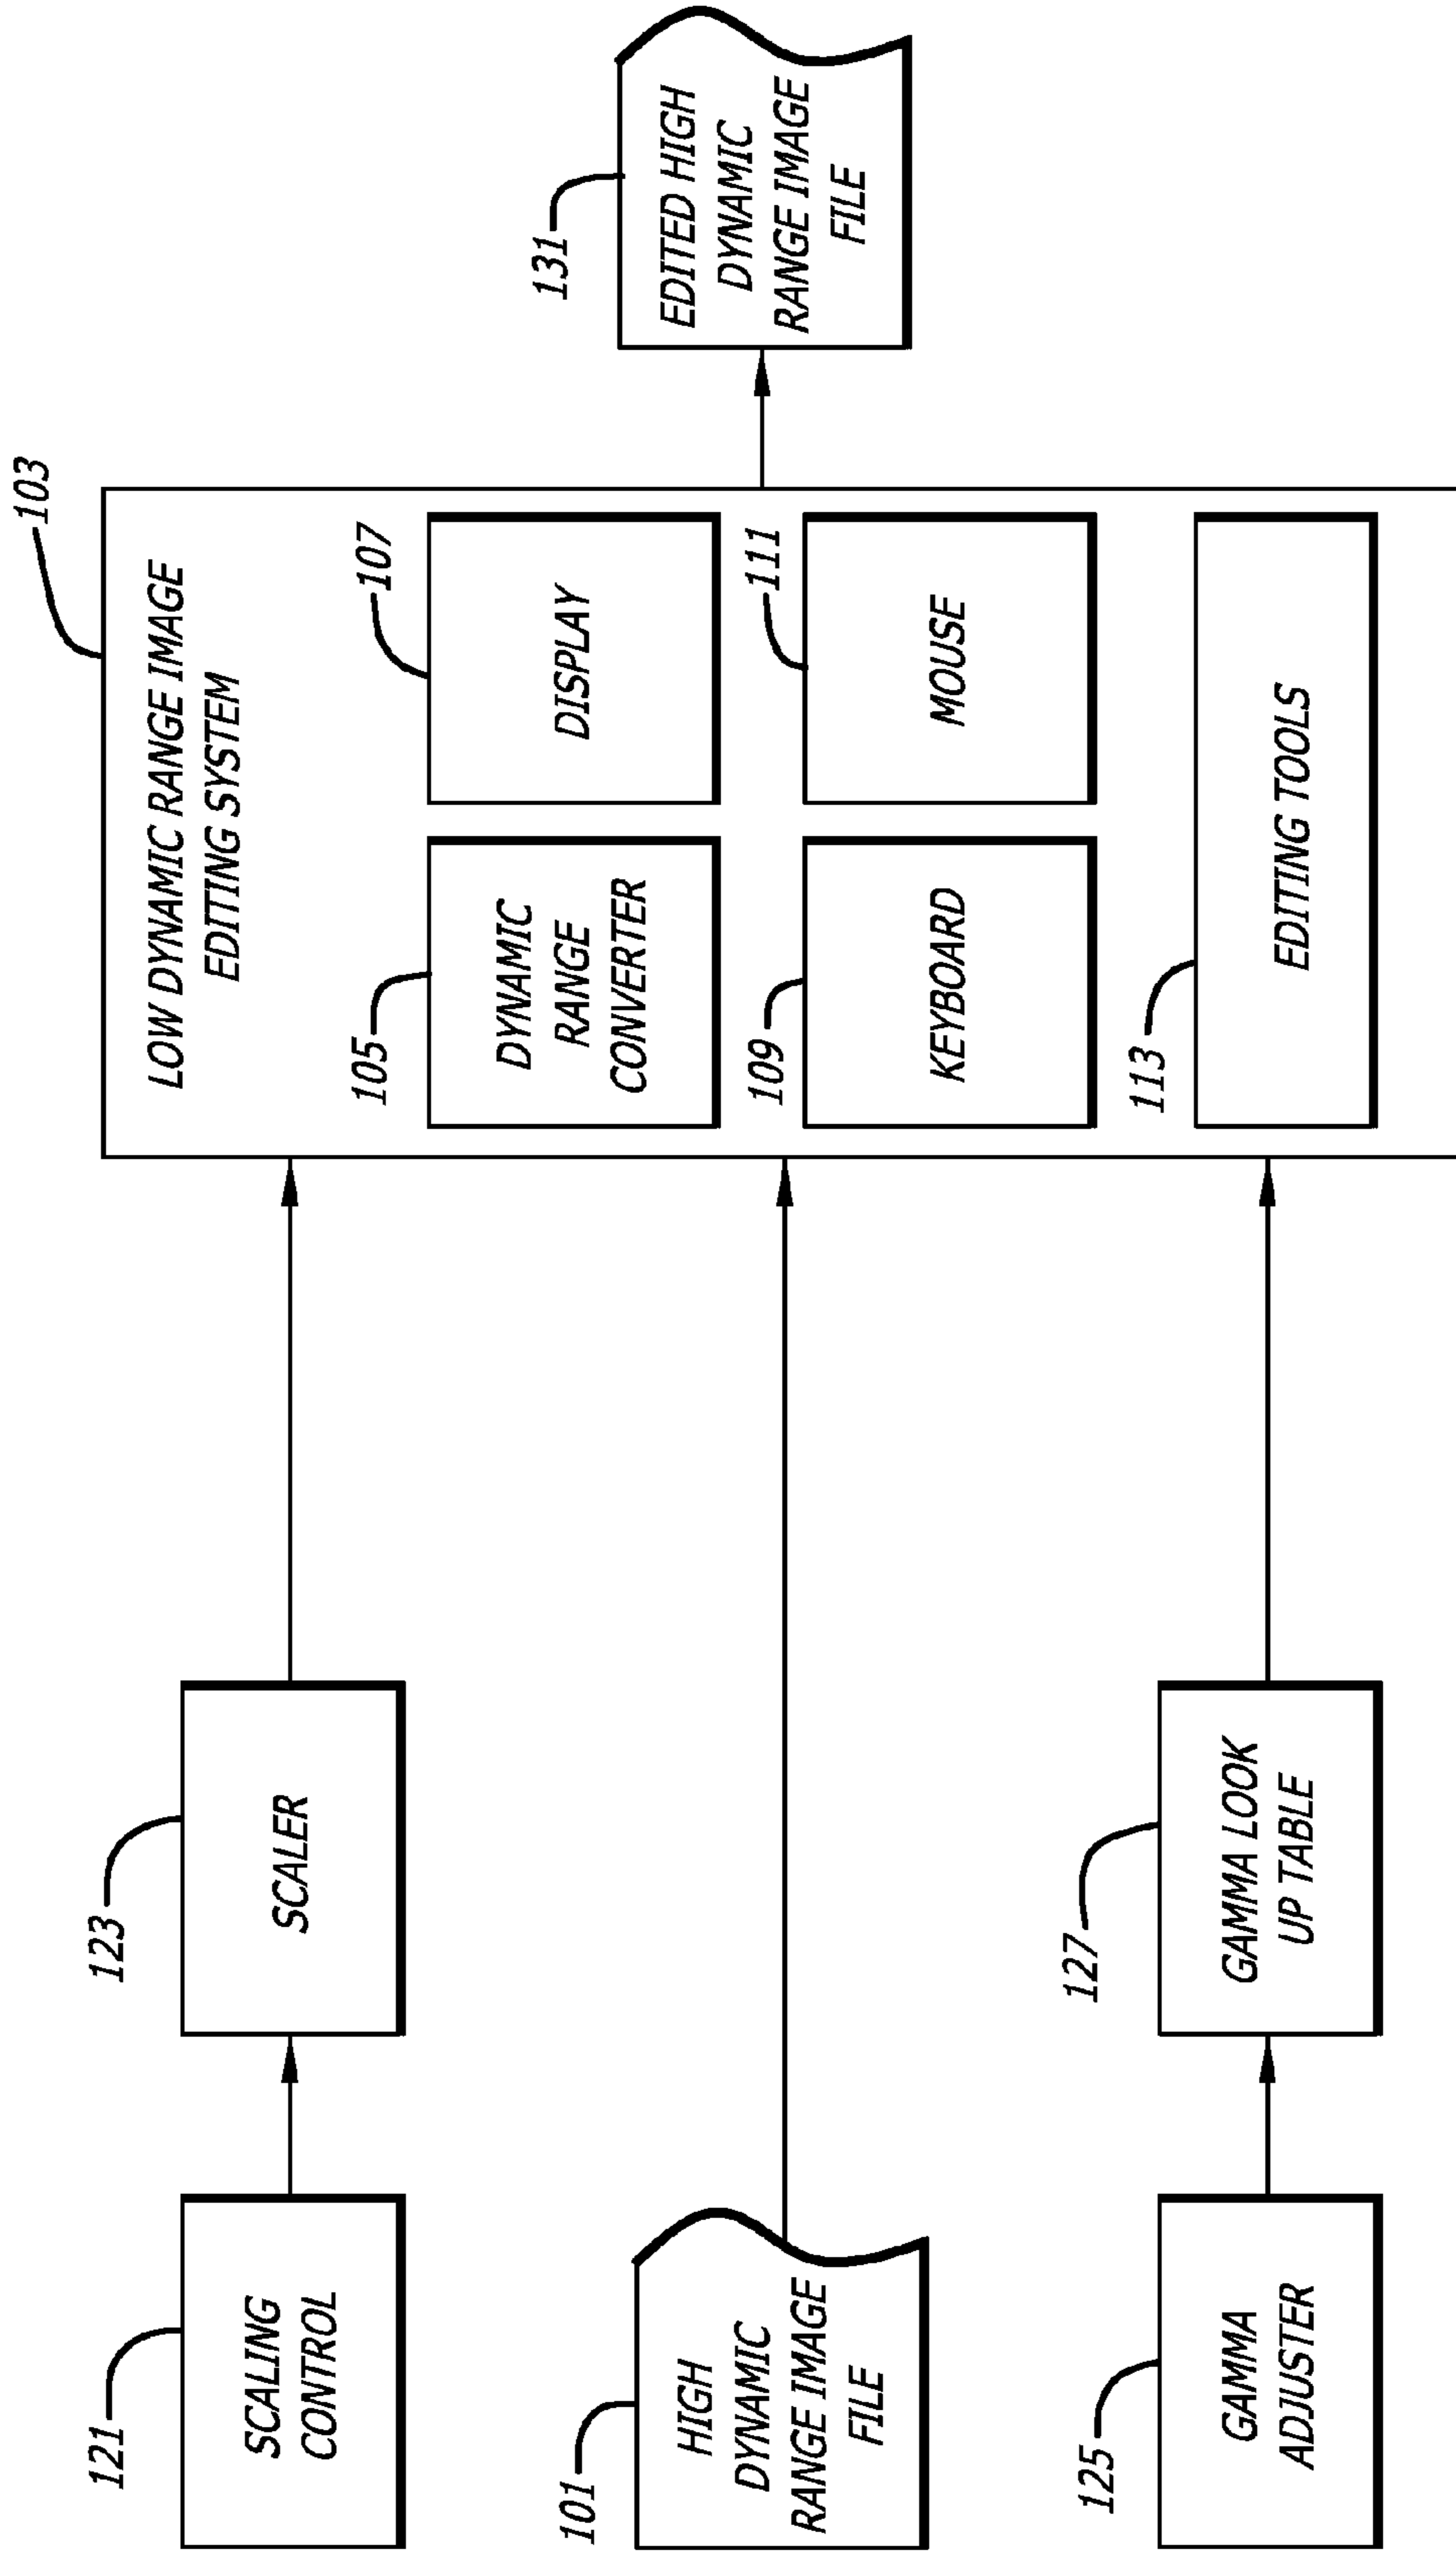 121
SCALING
CONTROL
123
SCALER
101
HIGH
DYNAMIC
RANGE IMAGE
FILE
125
GAMMA
ADJUSTER
127
GAMMA LOOK
UP TABLE
103
LOW DYNAMIC RANGE IMAGE
EDITING SYSTEM
105
DYNAMIC
RANGE
CONVERTER
107
DISPLAY
109
KEYBOARD
111
MOUSE
113
EDITING TOOLS
131
EDITED HIGH
DYNAMIC
RANGE IMAGE
FILE